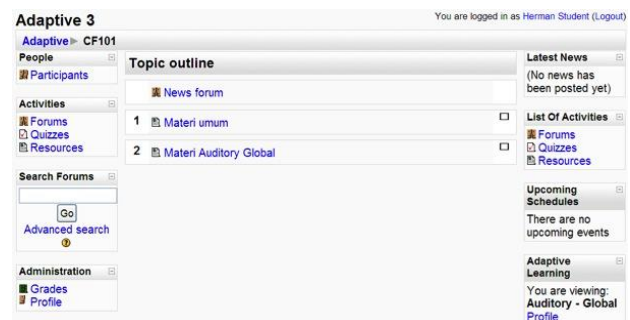 Adaptive 3
You are logged in as Herman Student (Logout)
Adaptive ► CF101
People
Participants
Activities
Forums
Quizzes
Resources
Search Forums
Go
Advanced search
Administration
Grades
Profile
Topic outline
News forum
1 Materi umum
2 Materi Auditory Global
Latest News
(No news has
been posted yet)
List Of Activities
Forums
Quizzes
Resources
Upcoming
Schedules
There are no
upcoming events
Adaptive
Learning
You are viewing:
Auditory - Global
Profile